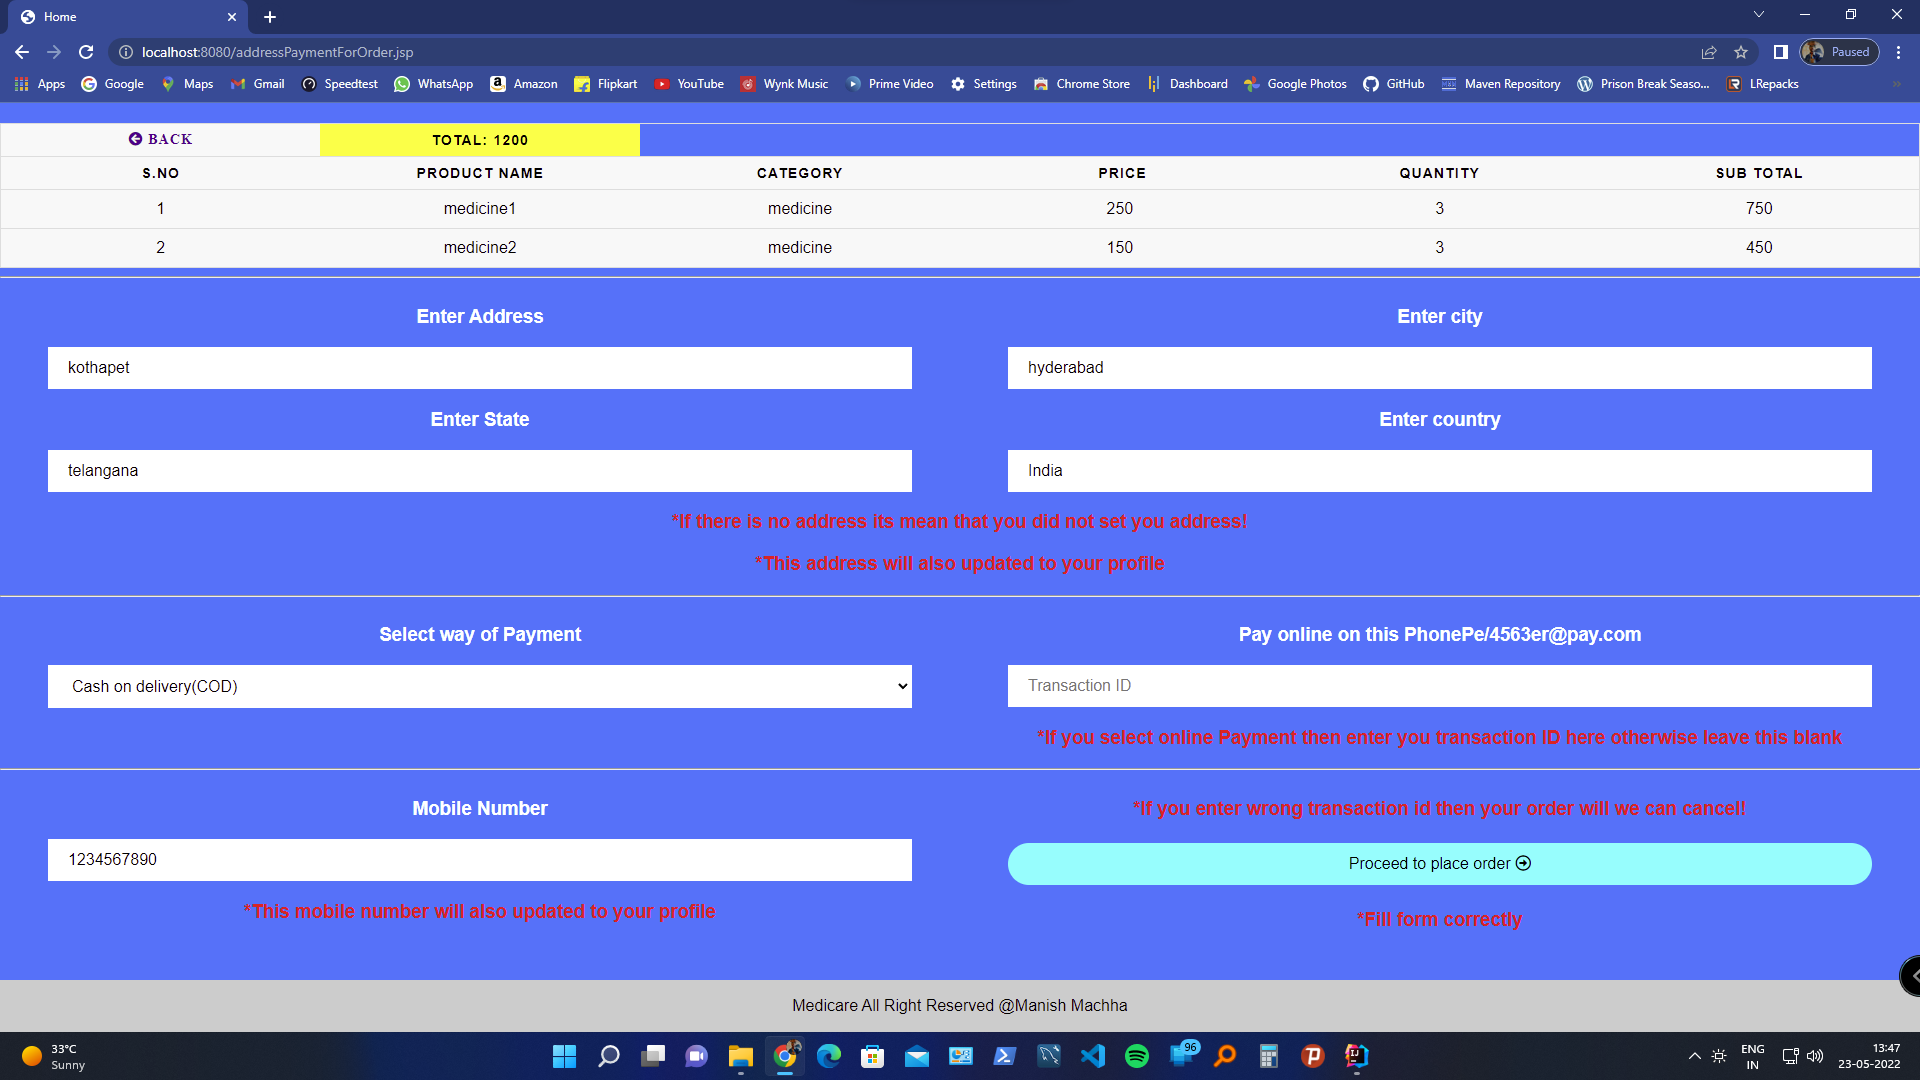 Home
localhost:8080/addressPaymentForOrder.jsp
Paused
Apps Google Maps Gmail Speedtest WhatsApp Amazon Flipkart YouTube Wynk Music Prime Video Settings Chrome Store Dashboard Google Photos GitHub Maven Repository Prison Break Seaso... LRepacks
BACK TOTAL: 1200
S.NO PRODUCT NAME CATEGORY PRICE QUANTITY SUB TOTAL
1 medicine1 medicine 250 3 750
2 medicine2 medicine 150 3 450
Enter Address Enter city
kothapet hyderabad
Enter State Enter country
telangana India
*If there is no address its mean that you did not set you address!
*This address will also updated to your profile
Select way of Payment Pay online on this PhonePe/4563er@pay.com
Cash on delivery(COD) Transaction ID
*If you select online Payment then enter you transaction ID here otherwise leave this blank
Mobile Number *If you enter wrong transaction id then your order will we can cancel!
1234567890 Proceed to place order
*This mobile number will also updated to your profile *Fill form correctly
Medicare All Right Reserved @Manish Machha
33°C
Sunny
96
ENG
IN
13:47
23-05-2022